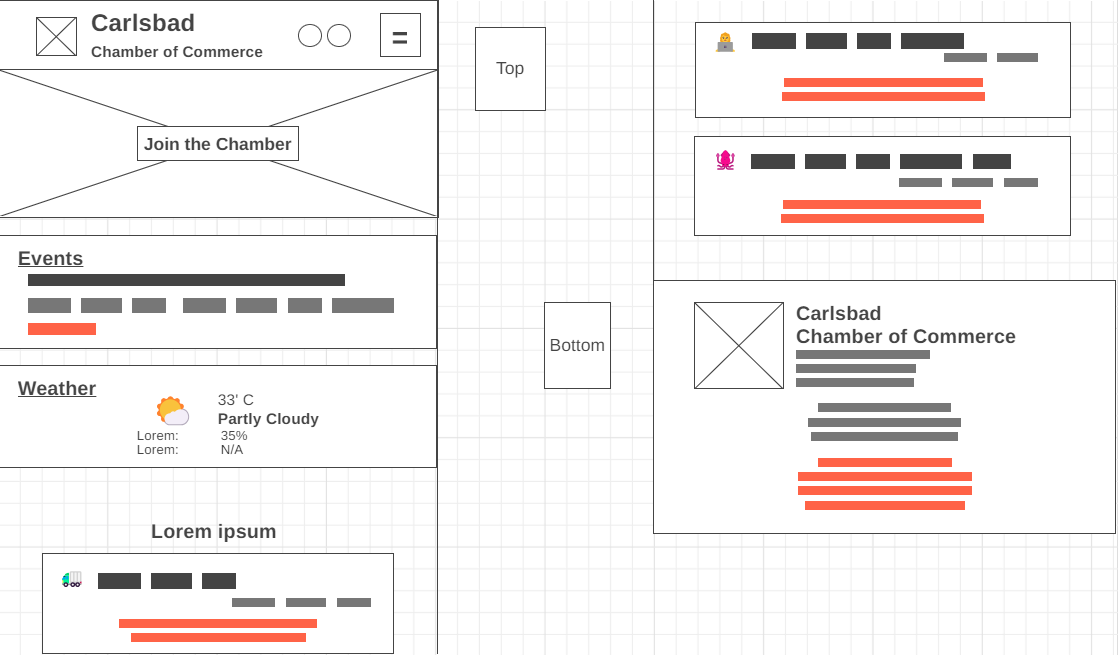 Carlsbad
Chamber of Commerce
=
Join the Chamber
Events
Weather
33' C
Partly Cloudy
Lorem: 35%
Lorem: N/A
Lorem ipsum
Top
Bottom
Carlsbad
Chamber of Commerce